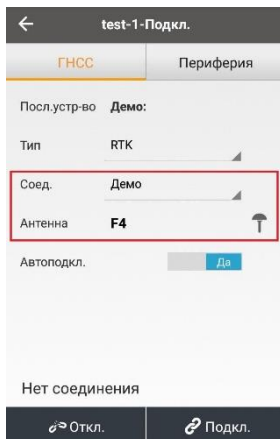 test-1-Подкл.
ГНСС Периферия
Посл.устр-во Демо:
Тип RTK
Соед. Демо
Антенна F4
Автоподкл. Да
Нет соединения
Откл. Подкл.